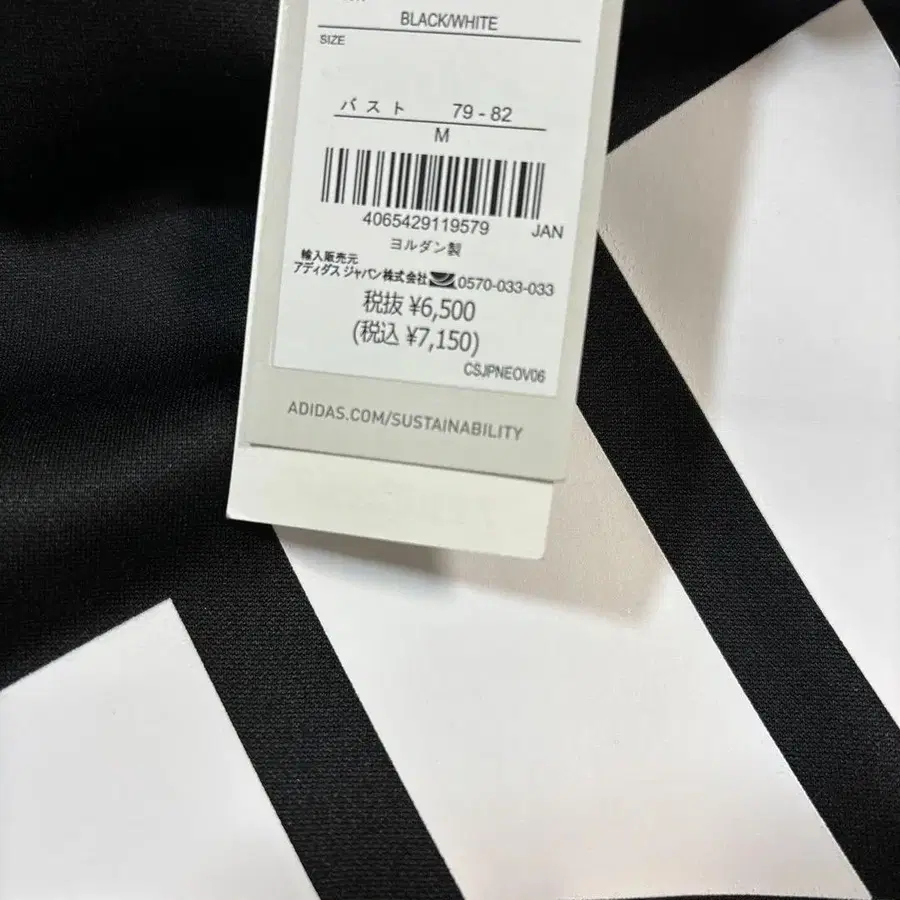 BLACK/WHITE
SIZE
バスト 79 - 82
M
4065429119579 JAN
ヨルダン製
輸入販売元
アディダス ジャパン株式会社 0570-033-033
税抜 ¥6,500
(税込 ¥7,150)
CSJPNEOV06
ADIDAS.COM/SUSTAINABILITY